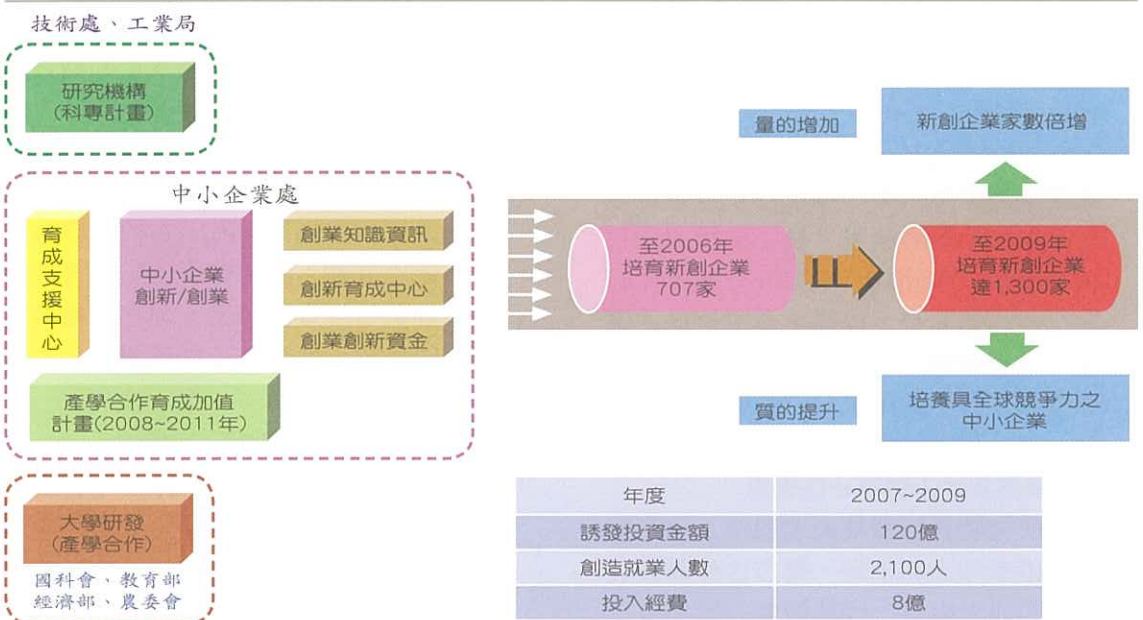 技術處、工業局
研究機構
(科專計畫)
中小企業處
育成支援中心
中小企業
創新/創業
創業知識資訊
創新育成中心
創業創新資金
產學合作育成加值
計畫(2008~2011年)
大學研發
(產學合作)
國科會、教育部
經濟部、農委會
量的增加
新創企業家數倍增
至2006年
培育新創企業
707家
至2009年
培育新創企業
達1,300家
質的提升
培養具全球競爭力之
中小企業
年度 2007~2009
誘發投資金額 120億
創造就業人數 2,100人
投入經費 8億